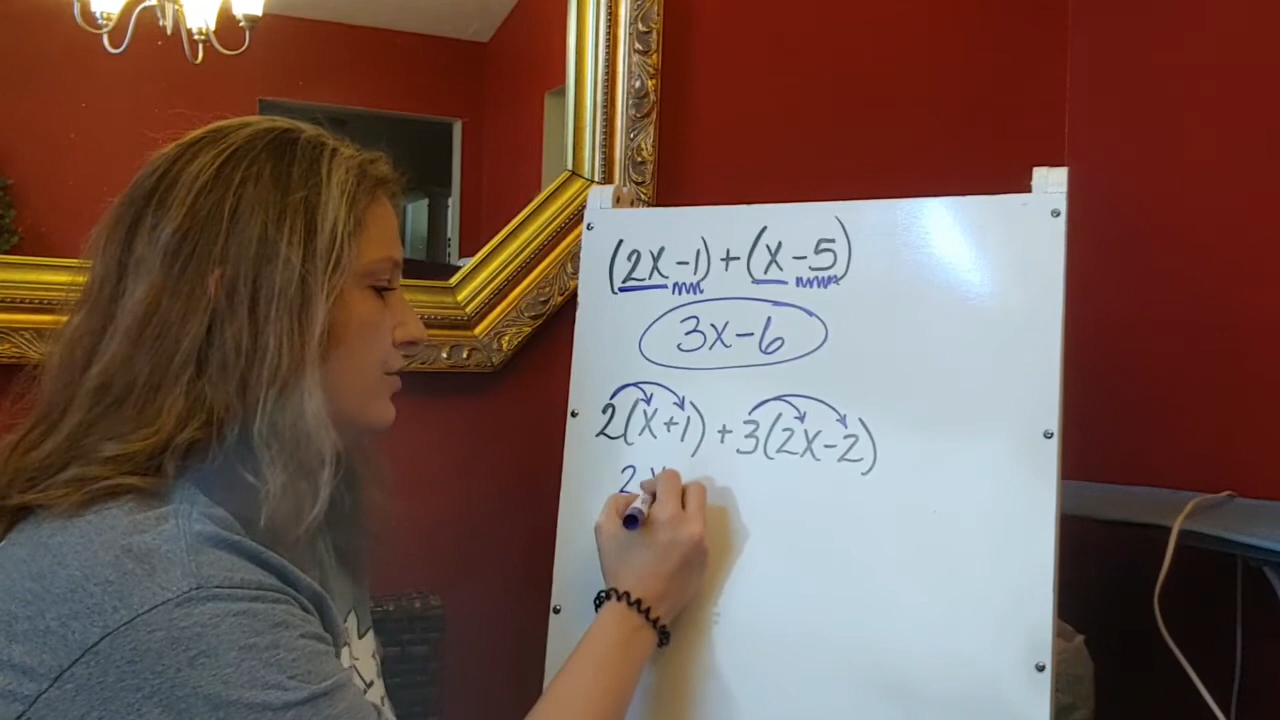 (2x-1)+(x-5)
3x-6
2(x+1)+3(2x-2)
2x